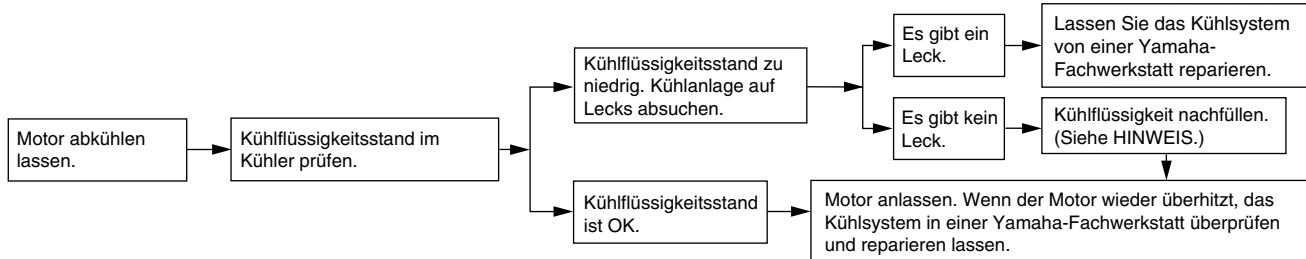 Motor abkühlen
lassen.
Kühlflüssigkeitsstand im
Kühler prüfen.
Kühlflüssigkeitsstand zu
niedrig. Kühlanlage auf
Lecks absuchen.
Es gibt ein
Leck.
Lassen Sie das Kühlsystem
von einer Yamaha-
Fachwerkstatt reparieren.
Es gibt kein
Leck.
Kühlflüssigkeit nachfüllen.
(Siehe HINWEIS.)
Kühlflüssigkeitsstand
ist OK.
Motor anlassen. Wenn der Motor wieder überhitzt, das
Kühlsystem in einer Yamaha-Fachwerkstatt überprüfen
und reparieren lassen.